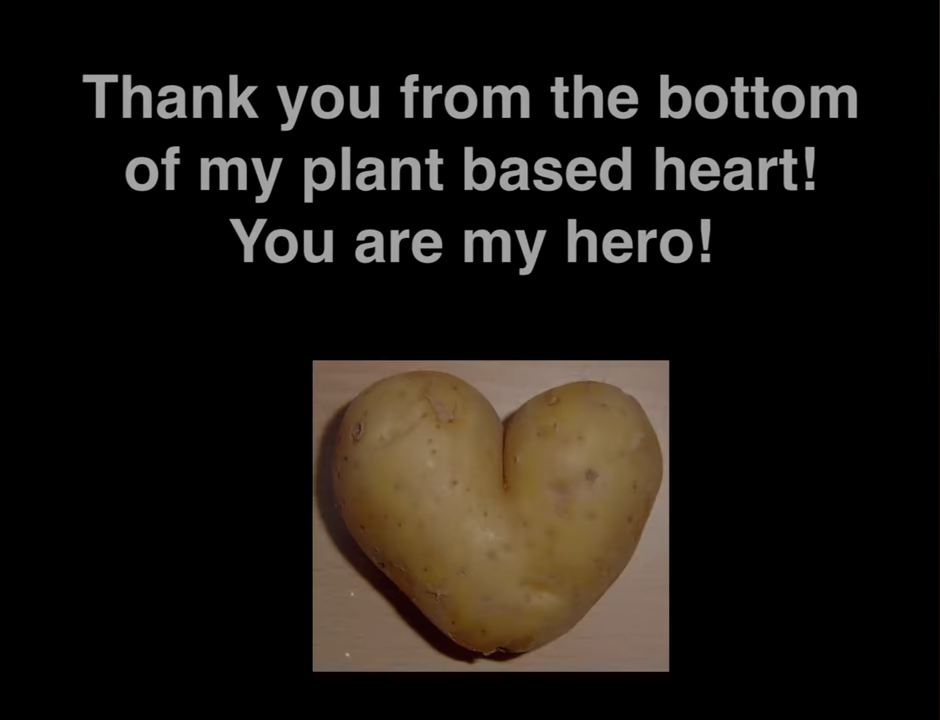 Thank you from the bottom
of my plant based heart!
You are my hero!